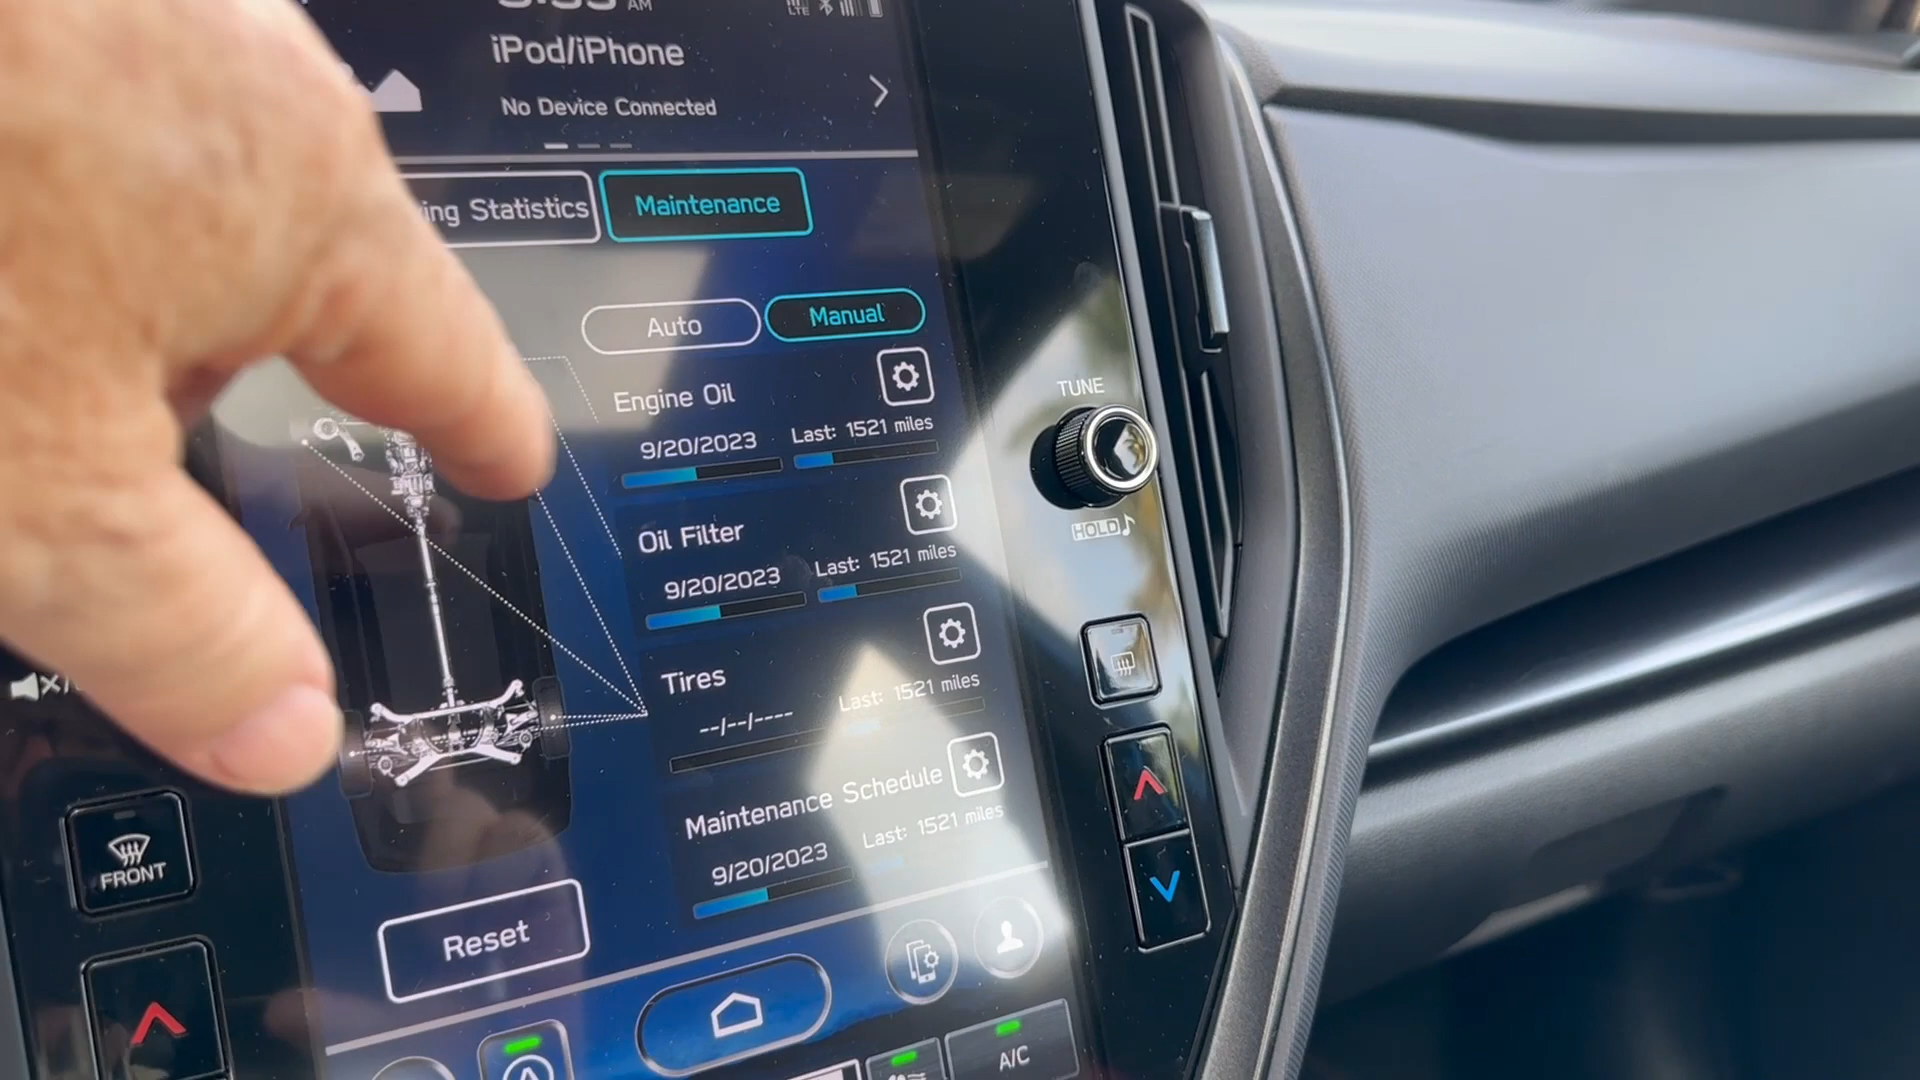 AM
LTE
iPod/iPhone
No Device Connected
ing Statistics
Maintenance
Auto
Manual
Engine Oil
9/20/2023
Last: 1521 miles
Oil Filter
9/20/2023
Last: 1521 miles
Tires
--/--/----
Last: 1521 miles
Maintenance Schedule
9/20/2023
Last: 1521 miles
Reset
TUNE
HOLD
FRONT
A/C